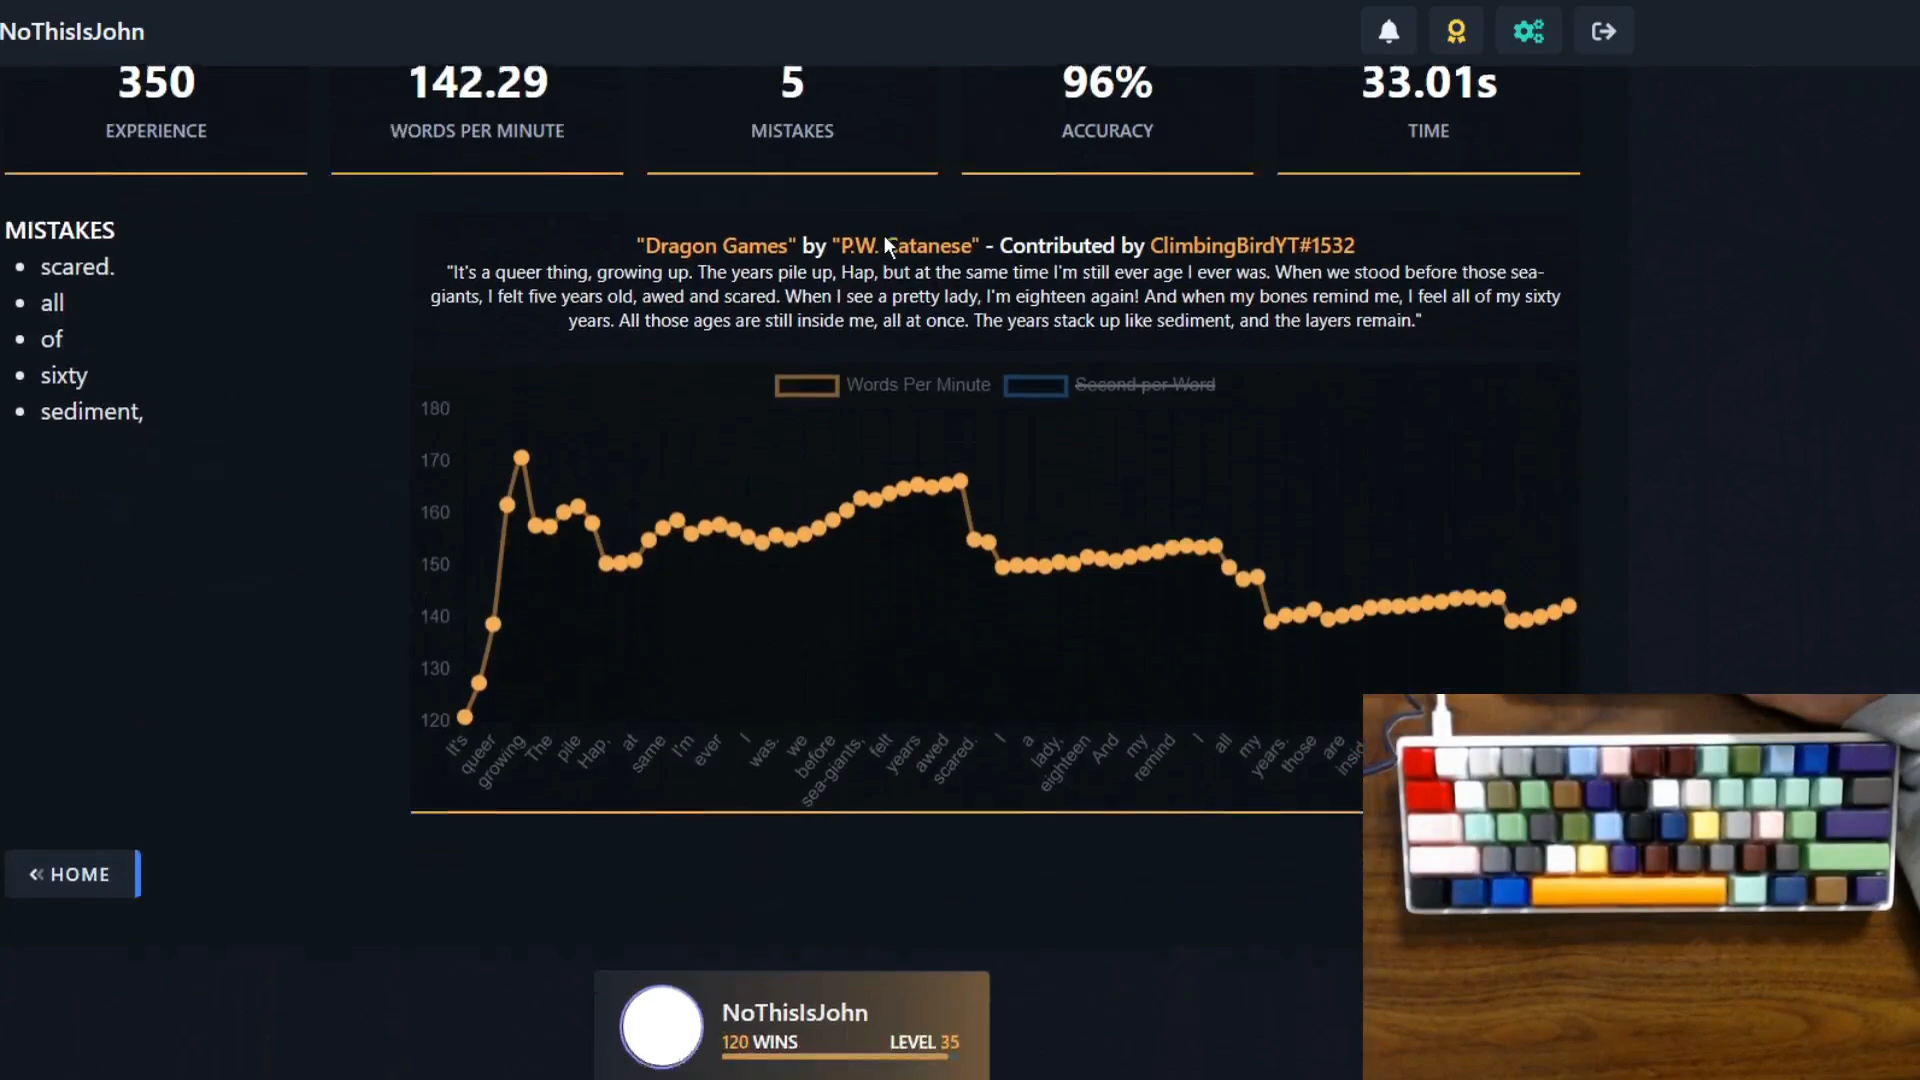 NoThisIsJohn
350
142.29
5
96%
33.01s
EXPERIENCE
WORDS PER MINUTE
MISTAKES
ACCURACY
TIME
MISTAKES
scared.
all
of
sixty
sediment,
"Dragon Games" by "P.W. Catanese" - Contributed by ClimbingBirdYT#1532
"It's a queer thing, growing up. The years pile up, Hap, but at the same time I'm still ever age I ever was. When we stood before those sea-
giants, I felt five years old, awed and scared. When I see a pretty lady, I'm eighteen again! And when my bones remind me, I feel all of my sixty
years. All those ages are still inside me, all at once. The years stack up like sediment, and the layers remain."
Words Per Minute
Second per Word
180
170
160
150
140
130
120
It's
queer
growing
The
pile
Hap,
at
same
I'm
ever
I
was.
we
before
sea-giants,
felt
years
awed
scared.
I
a
lady,
eighteen
And
my
remind
I
all
my
years.
those
are
« HOME
NoThisIsJohn
120 WINS
LEVEL 35